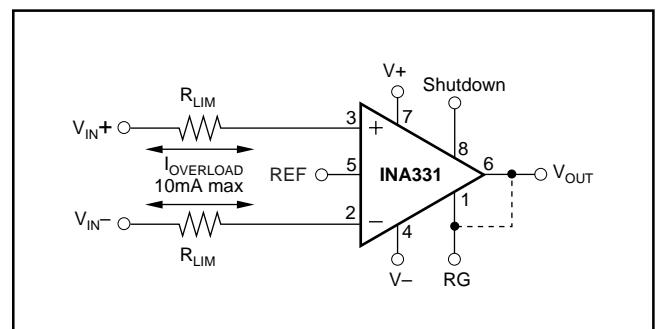 V+
Shutdown
R_LIM
V_IN+
3
+
7
8
I_OVERLOAD
10mA max
REF
5
INA331
6
V_OUT
1
V_IN–
2
–
4
R_LIM
V–
RG